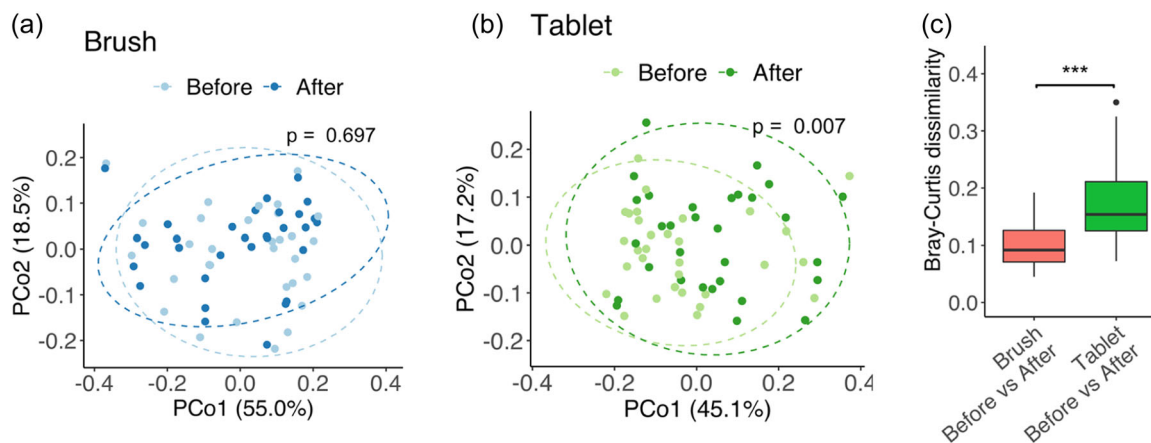 (a)
Brush
Before After
p = 0.697
PCo2 (18.5%)
0.2
0.1
0.0
-0.1
-0.2
-0.4 -0.2 0.0 0.2 0.4
PCo1 (55.0%)
(b)
Tablet
Before After
p = 0.007
PCo2 (17.2%)
0.2
0.1
0.0
-0.1
-0.2
-0.4 -0.2 0.0 0.2 0.4
PCo1 (45.1%)
(c)
Bray-Curtis dissimilarity
0.4
0.3
0.2
0.1
0.0
***
Brush
Before vs After
Tablet
Before vs After